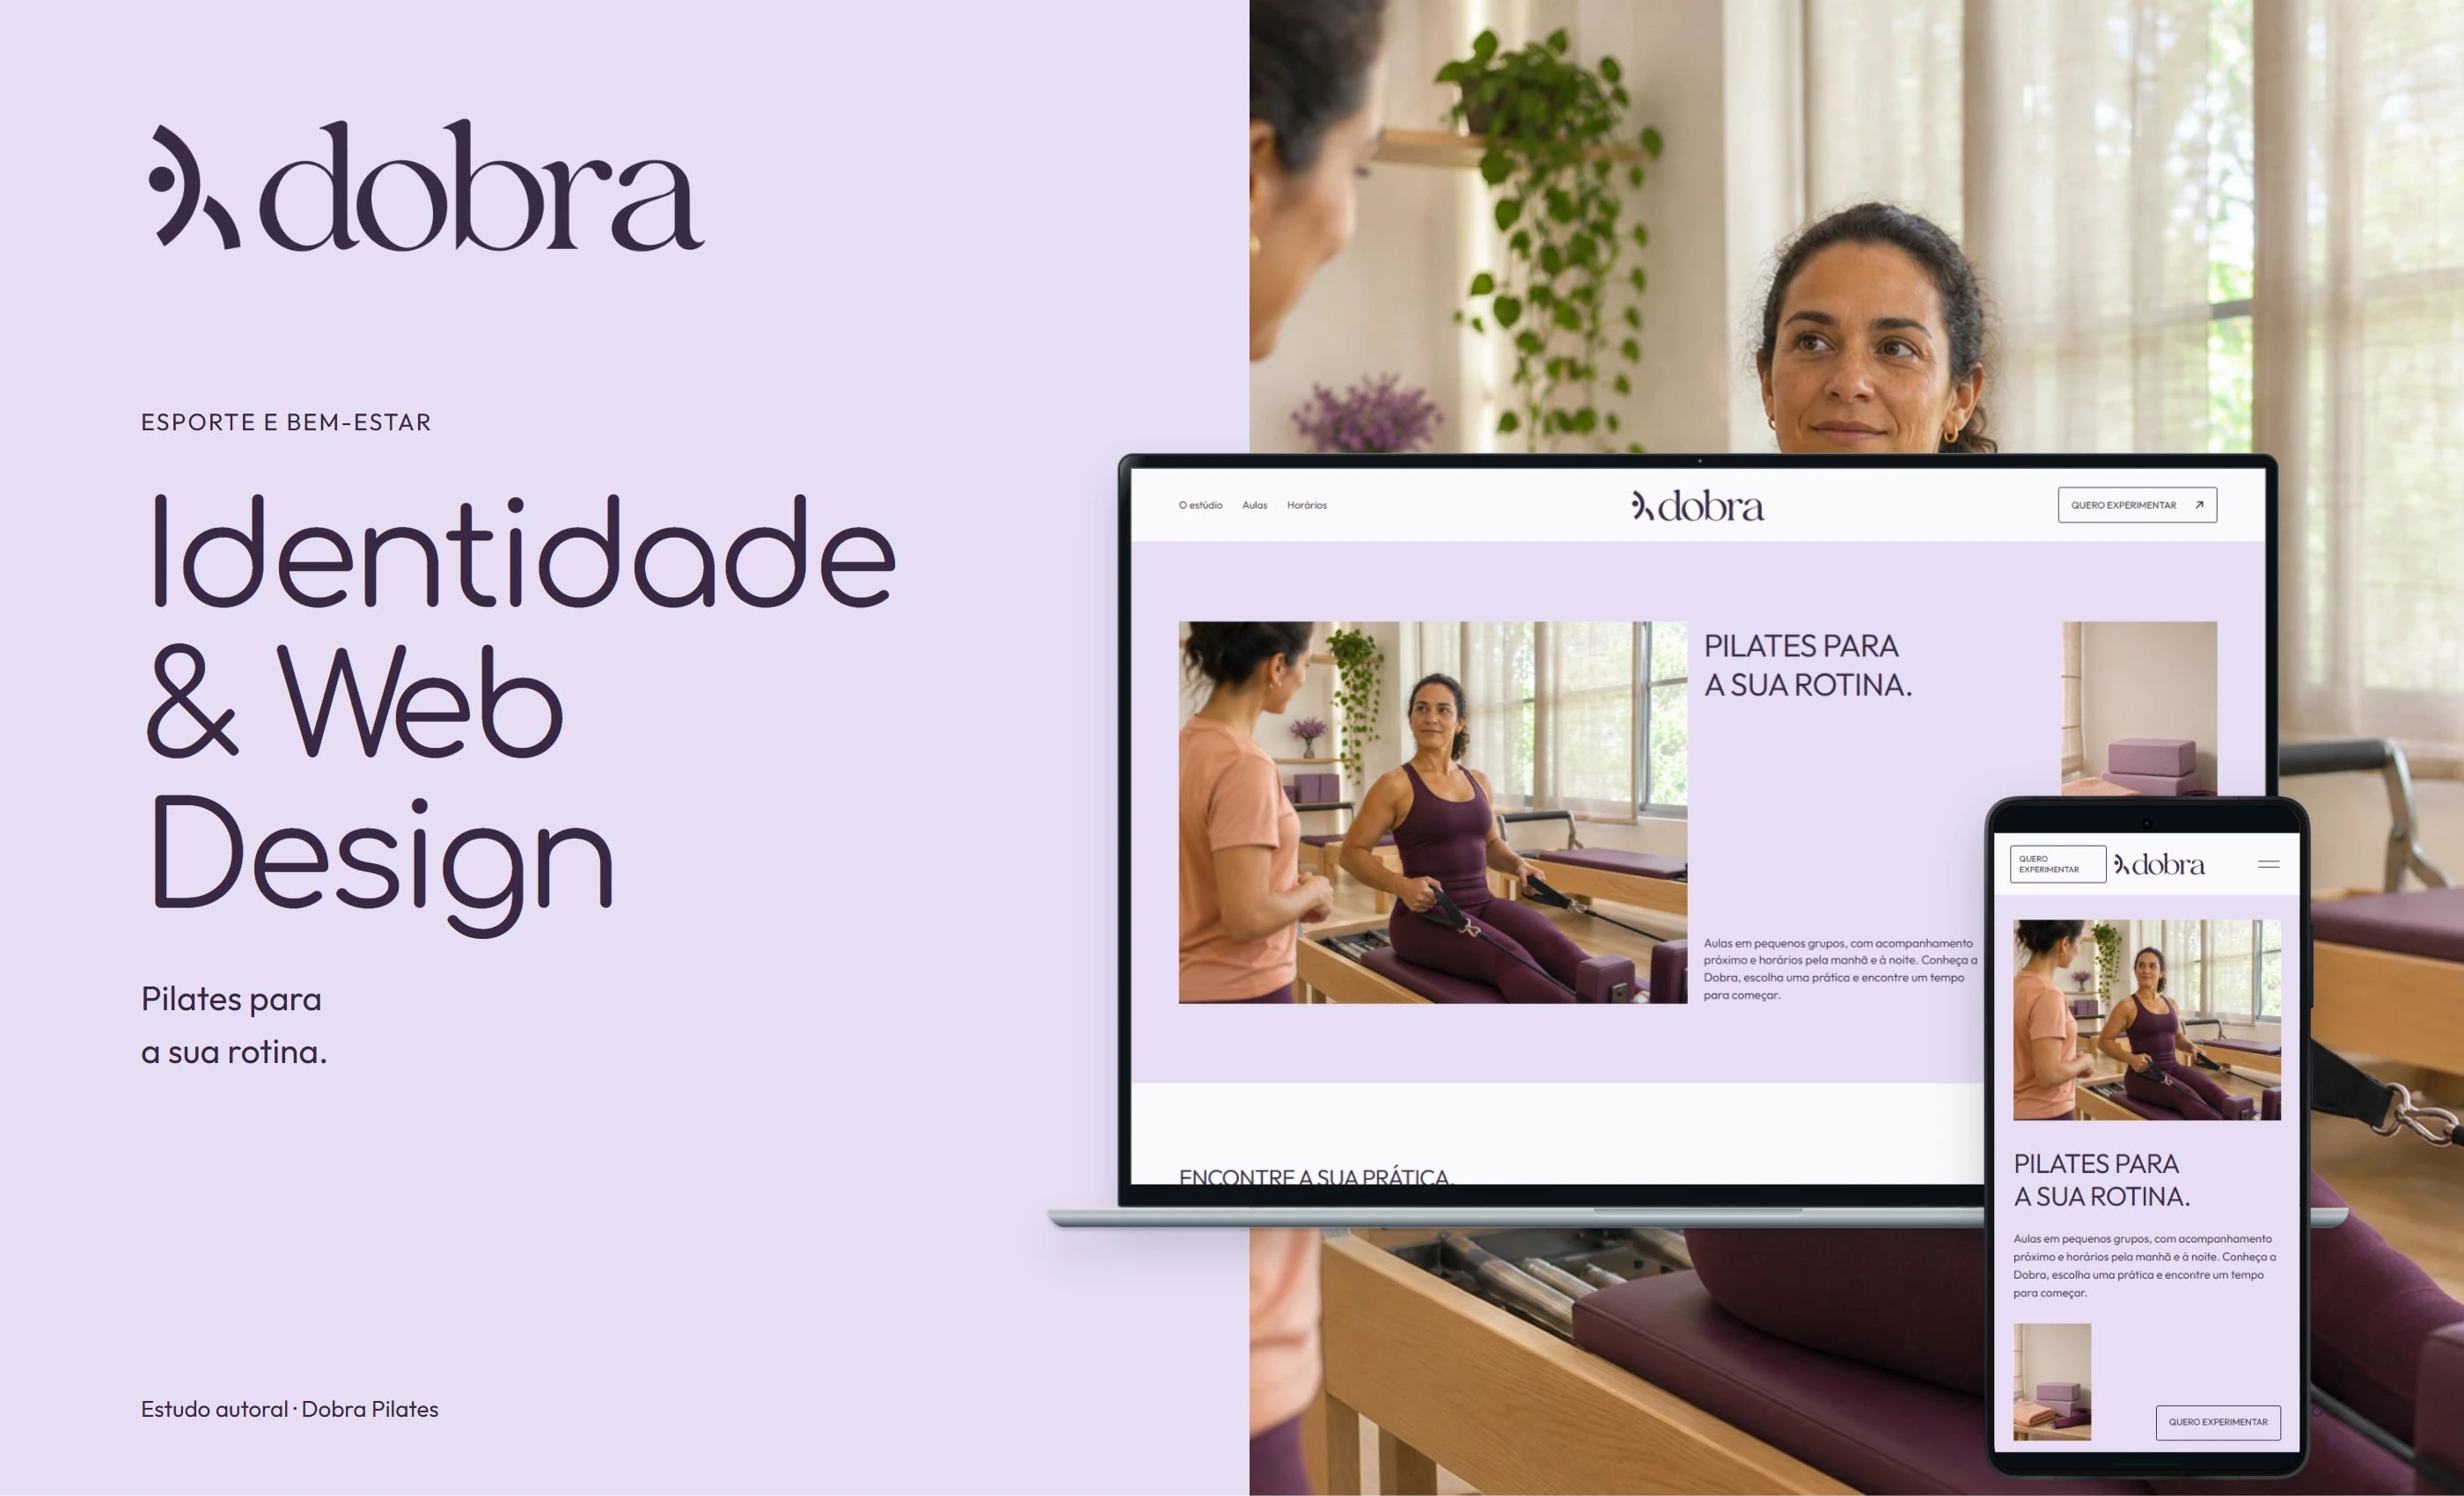 dobra
ESPORTE E BEM-ESTAR
Identidade
& Web
Design
Pilates para
a sua rotina.
Estudo autoral · Dobra Pilates
O estúdio
Aulas
Horários
dobra
QUERO EXPERIMENTAR
PILATES PARA
A SUA ROTINA.
Aulas em pequenos grupos, com acompanhamento
próximo e horários pela manhã e à noite. Conheça a
Dobra, escolha uma prática e encontre um tempo
para começar.
ENCONTRE A SUA PRÁTICA.
QUERO
EXPERIMENTAR
dobra
PILATES PARA
A SUA ROTINA.
Aulas em pequenos grupos, com acompanhamento
próximo e horários pela manhã e à noite. Conheça a
Dobra, escolha uma prática e encontre um tempo
para começar.
QUERO EXPERIMENTAR